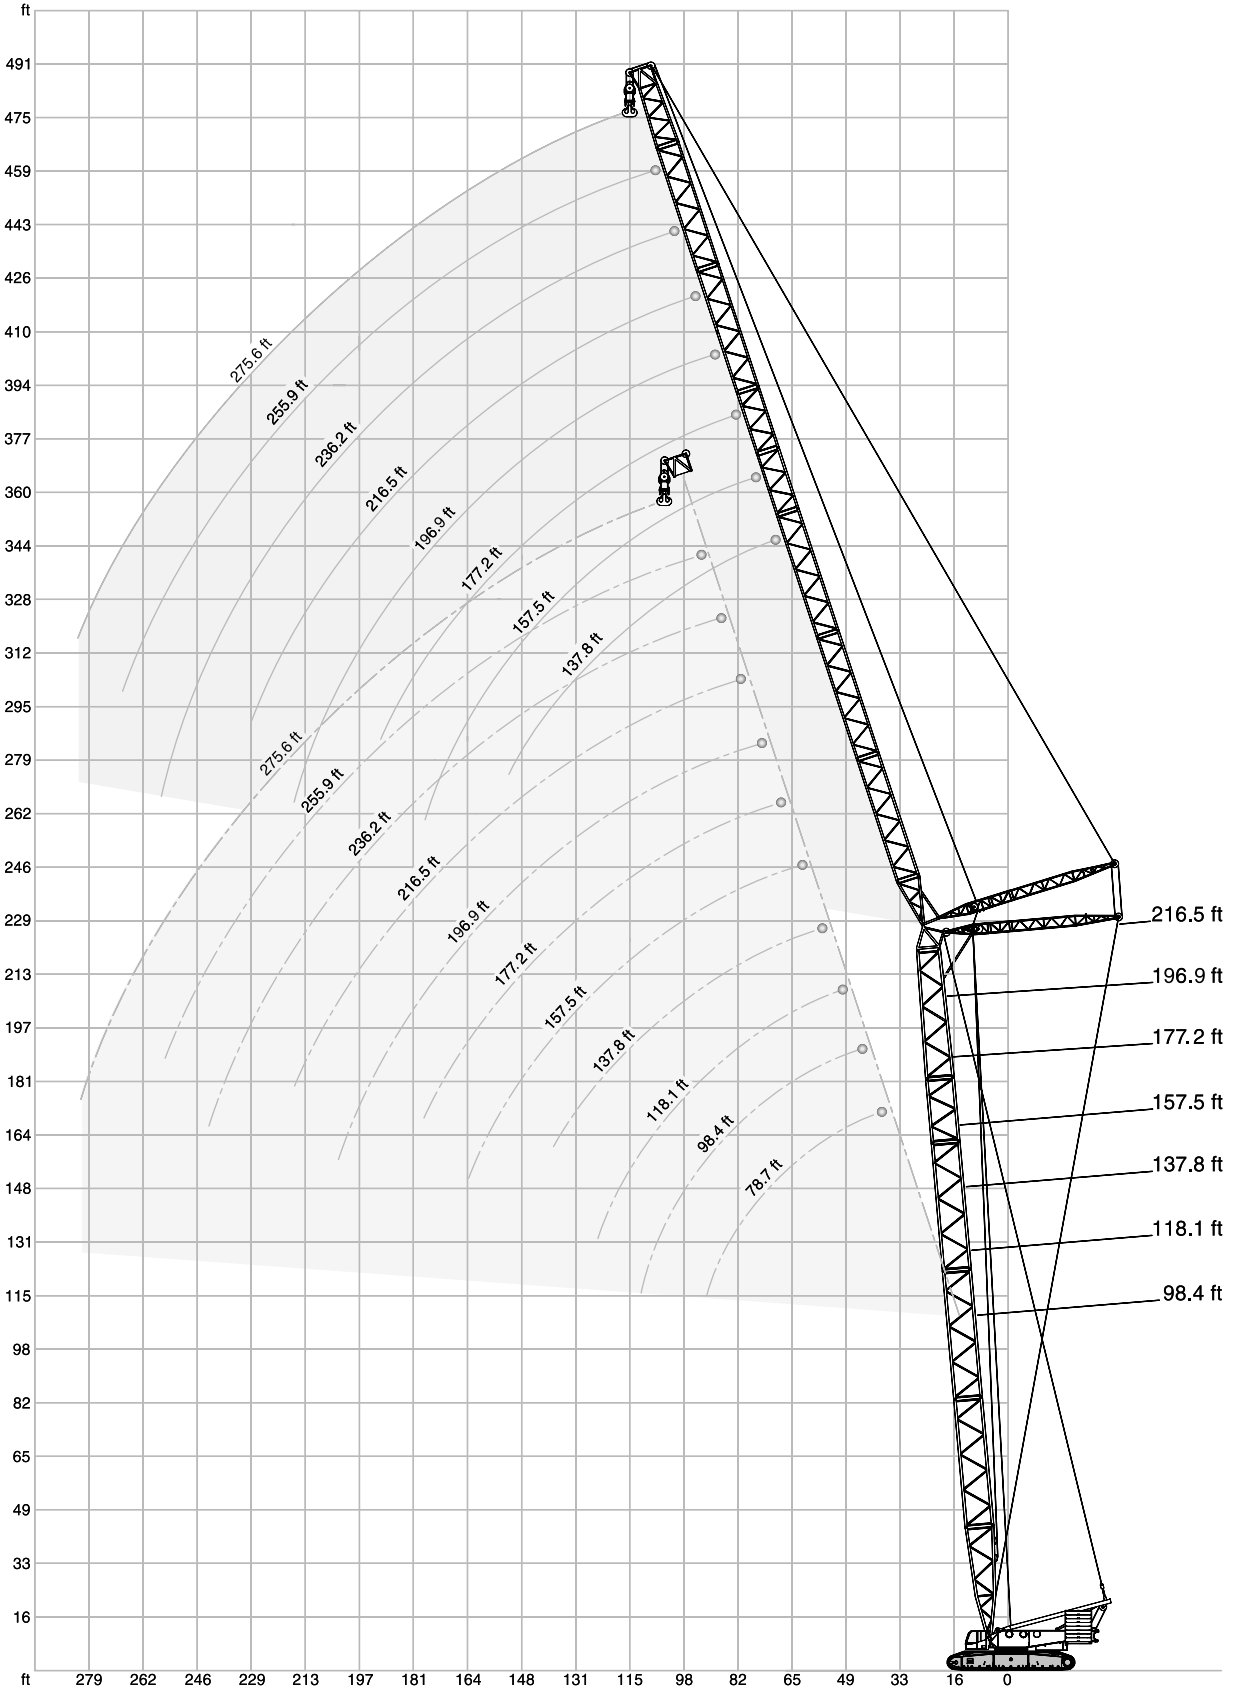 ft
491
475
459
443
426
410
394
377
360
344
328
312
295
279
262
246
229
213
197
181
164
148
131
115
98
82
65
49
33
16
ft 279 262 246 229 213 197 181 164 148 131 115 98 82 65 49 33 16 0
275.6 ft
255.9 ft
236.2 ft
216.5 ft
196.9 ft
177.2 ft
157.5 ft
137.8 ft
275.6 ft
255.9 ft
236.2 ft
216.5 ft
196.9 ft
177.2 ft
157.5 ft
137.8 ft
118.1 ft
98.4 ft
78.7 ft
216.5 ft
196.9 ft
177.2 ft
157.5 ft
137.8 ft
118.1 ft
98.4 ft